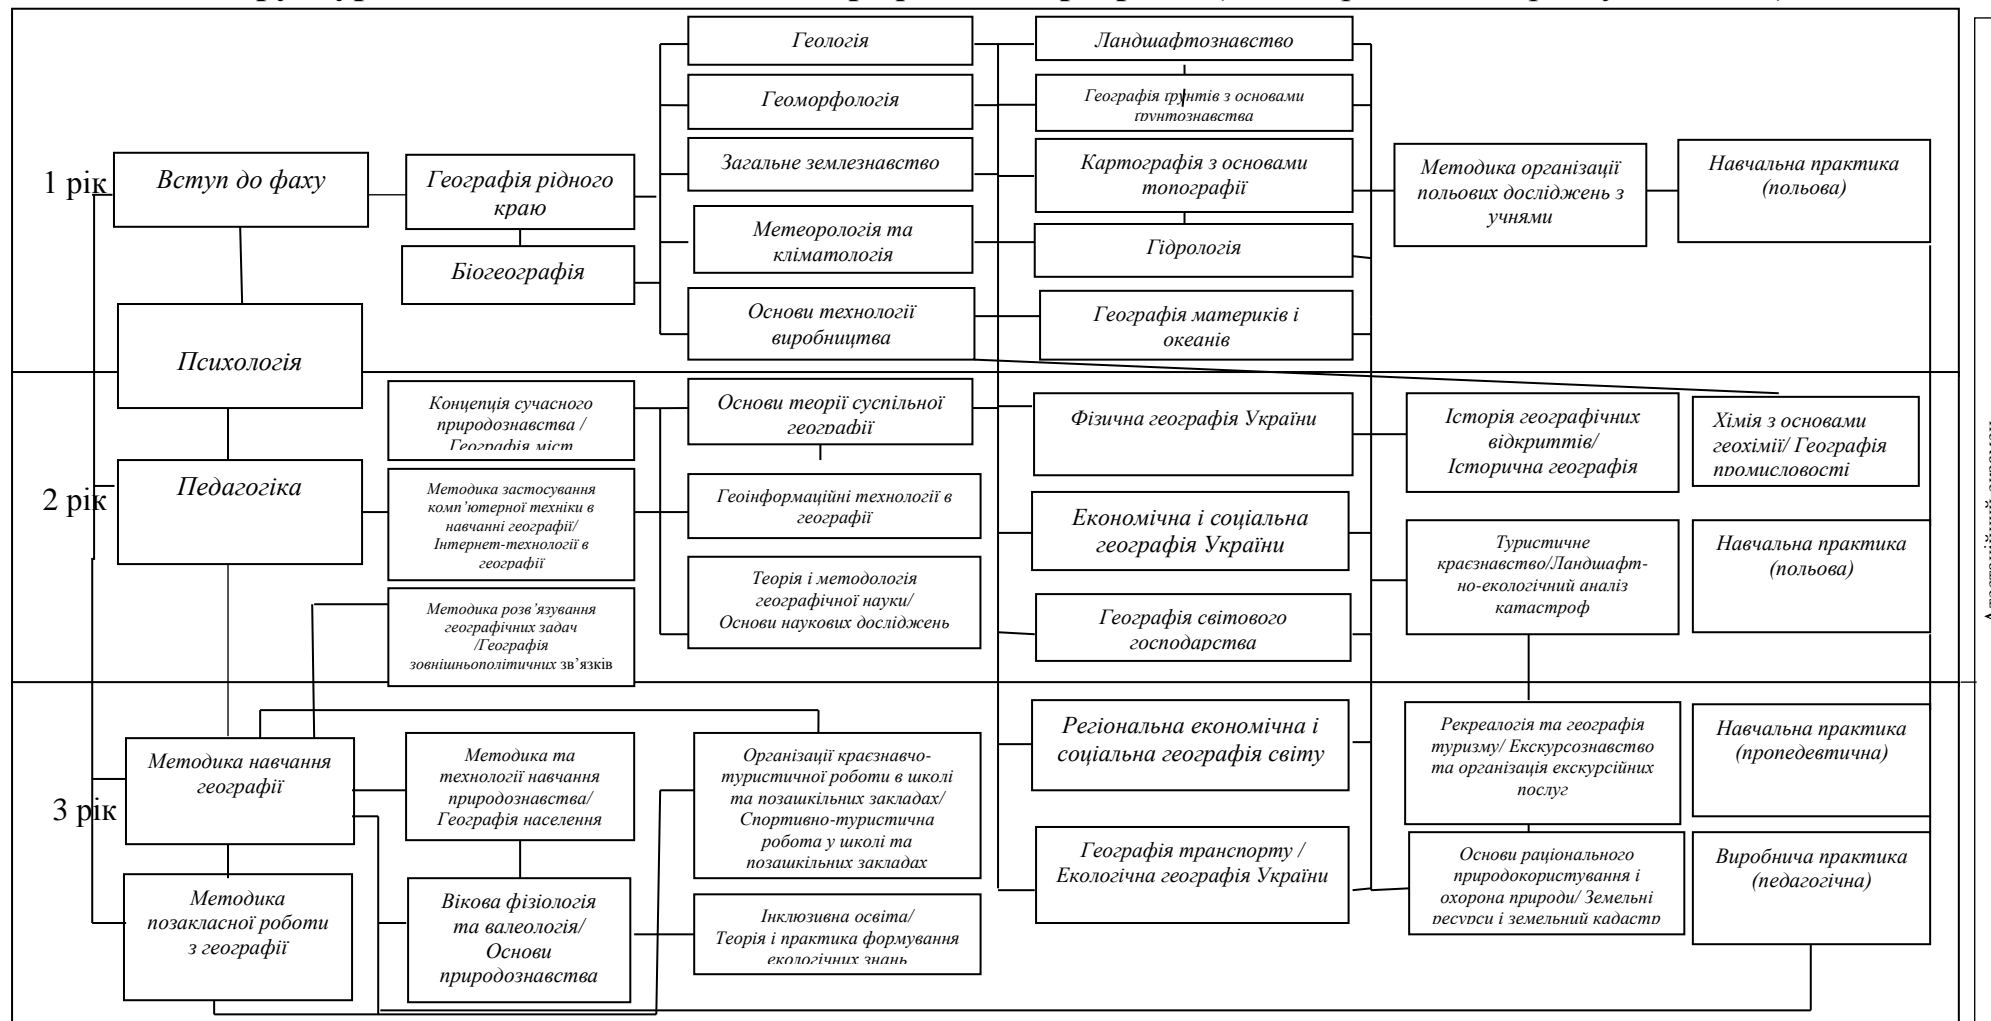 1 рік
Вступ до фаху
Географія рідного
краю
Біогеографія
Психологія
Геологія
Геоморфологія
Загальне землезнавство
Метеорологія та
кліматологія
Основи технології
виробництва
Ландшафтознавство
Географія ґрунтів з основами
ґрунтознавства
Картографія з основами
топографії
Гідрологія
Географія материків і
океанів
Методика організації
польових досліджень з
учнями
Навчальна практика
(польова)
2 рік
Педагогіка
Концепція сучасного
природознавства /
Географія міст
Методика застосування
комп’ютерної техніки в
навчанні географії/
Інтернет-технології в
географії
Методика розв’язування
географічних задач
/Географія
зовнішньополітичних зв’язків
Основи теорії суспільної
географії
Геоінформаційні технології в
географії
Теорія і методологія
географічної науки/
Основи наукових досліджень
Фізична географія України
Економічна і соціальна
географія України
Географія світового
господарства
Історія географічних
відкриттів/
Історична географія
Хімія з основами
геохімії/ Географія
промисловості
Туристичне
краєзнавство/Ландшафт-
но-екологічний аналіз
катастроф
Навчальна практика
(польова)
3 рік
Методика навчання
географії
Методика
позакласної роботи
з географії
Методика та
технології навчання
природознавства/
Географія населення
Вікова фізіологія
та валеологія/
Основи
природознавства
Організації краєзнавчо-
туристичної роботи в школі
та позашкільних закладах/
Спортивно-туристична
робота у школі та
позашкільних закладах
Інклюзивна освіта/
Теорія і практика формування
екологічних знань
Регіональна економічна і
соціальна географія світу
Географія транспорту /
Екологічна географія України
Рекреалогія та географія
туризму/ Екскурсознавство
та організація екскурсійних
послуг
Основи раціонального
природокористування і
охорона природи/ Земельні
ресурси і земельний кадастр
Навчальна практика
(пропедевтична)
Виробнича практика
(педагогічна)